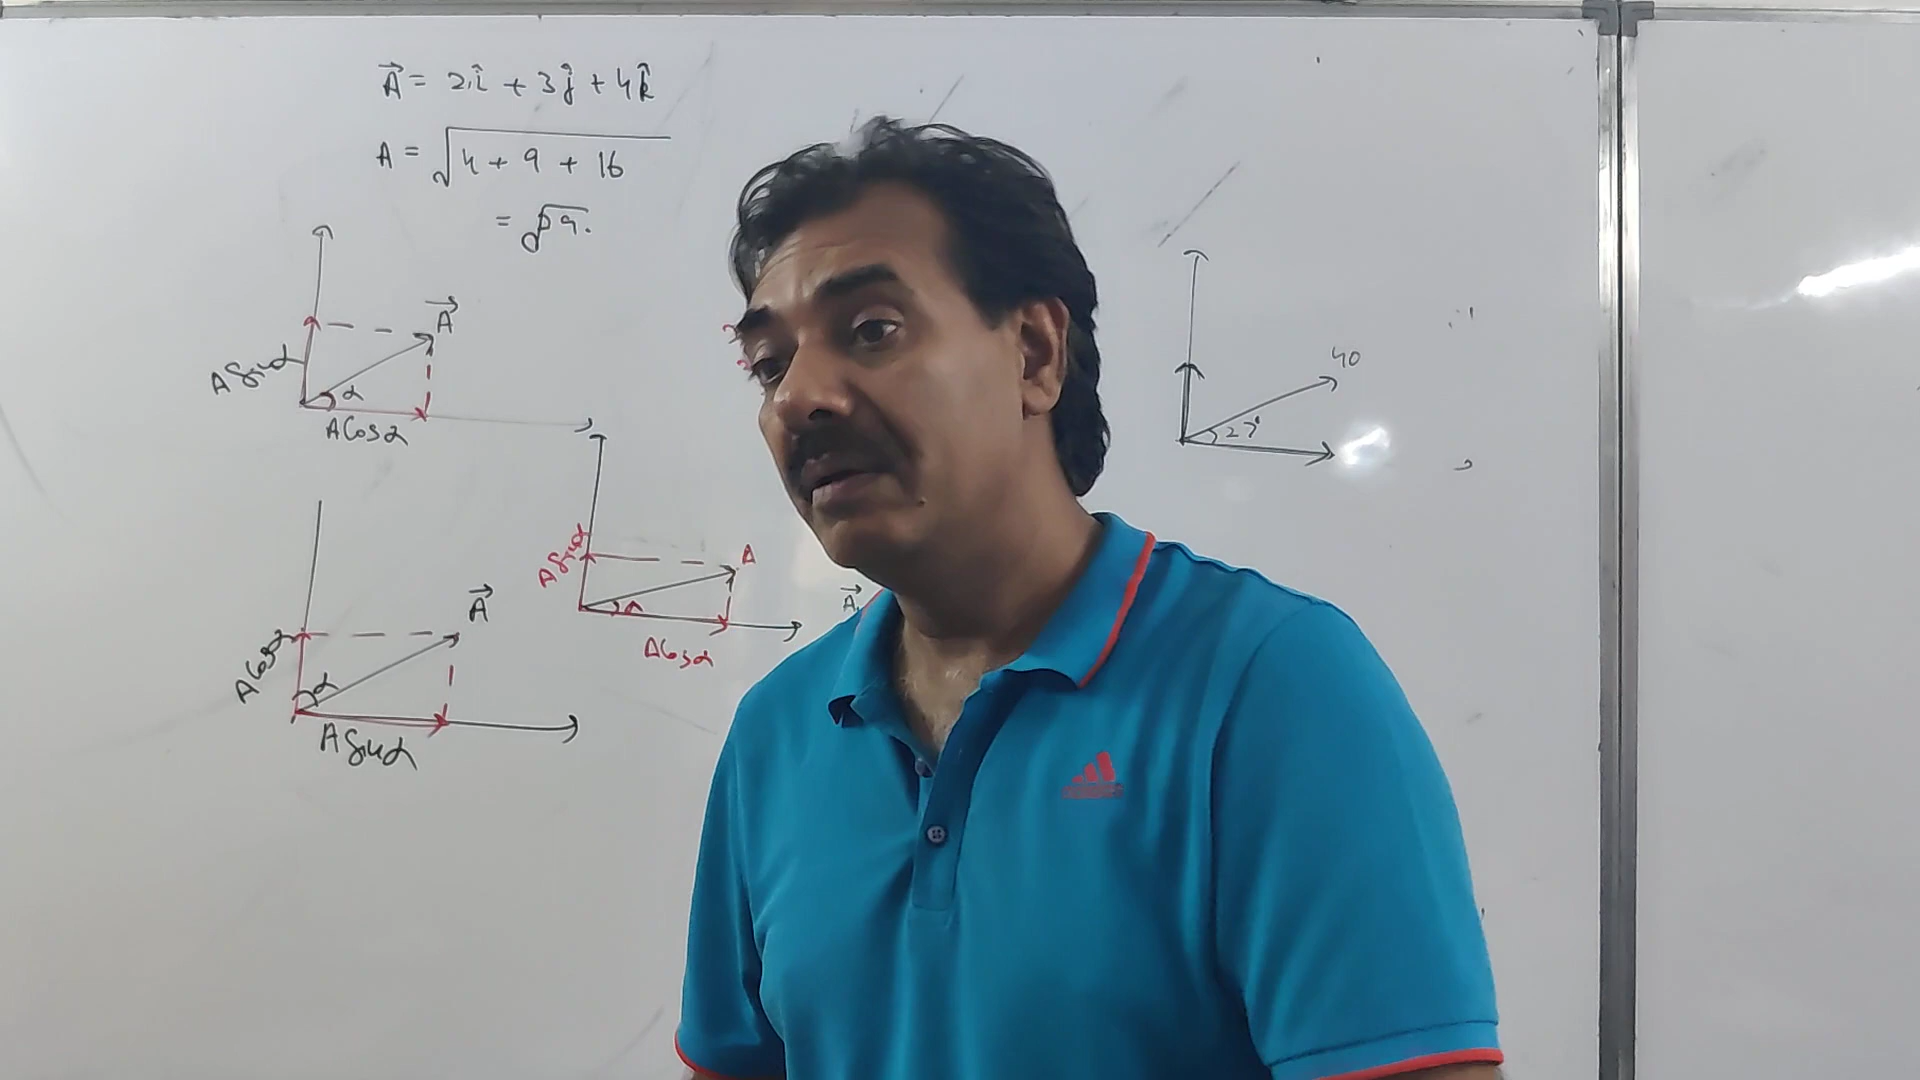 A⃗ = 2î + 3ĵ + 4k̂
A = √4 + 9 + 16
= √29.
A⃗
A Sinα
α
A Cosα
40
27°
A Sinα
A
A Cosα
A⃗
A Cosα
α
A Sinα
A⃗